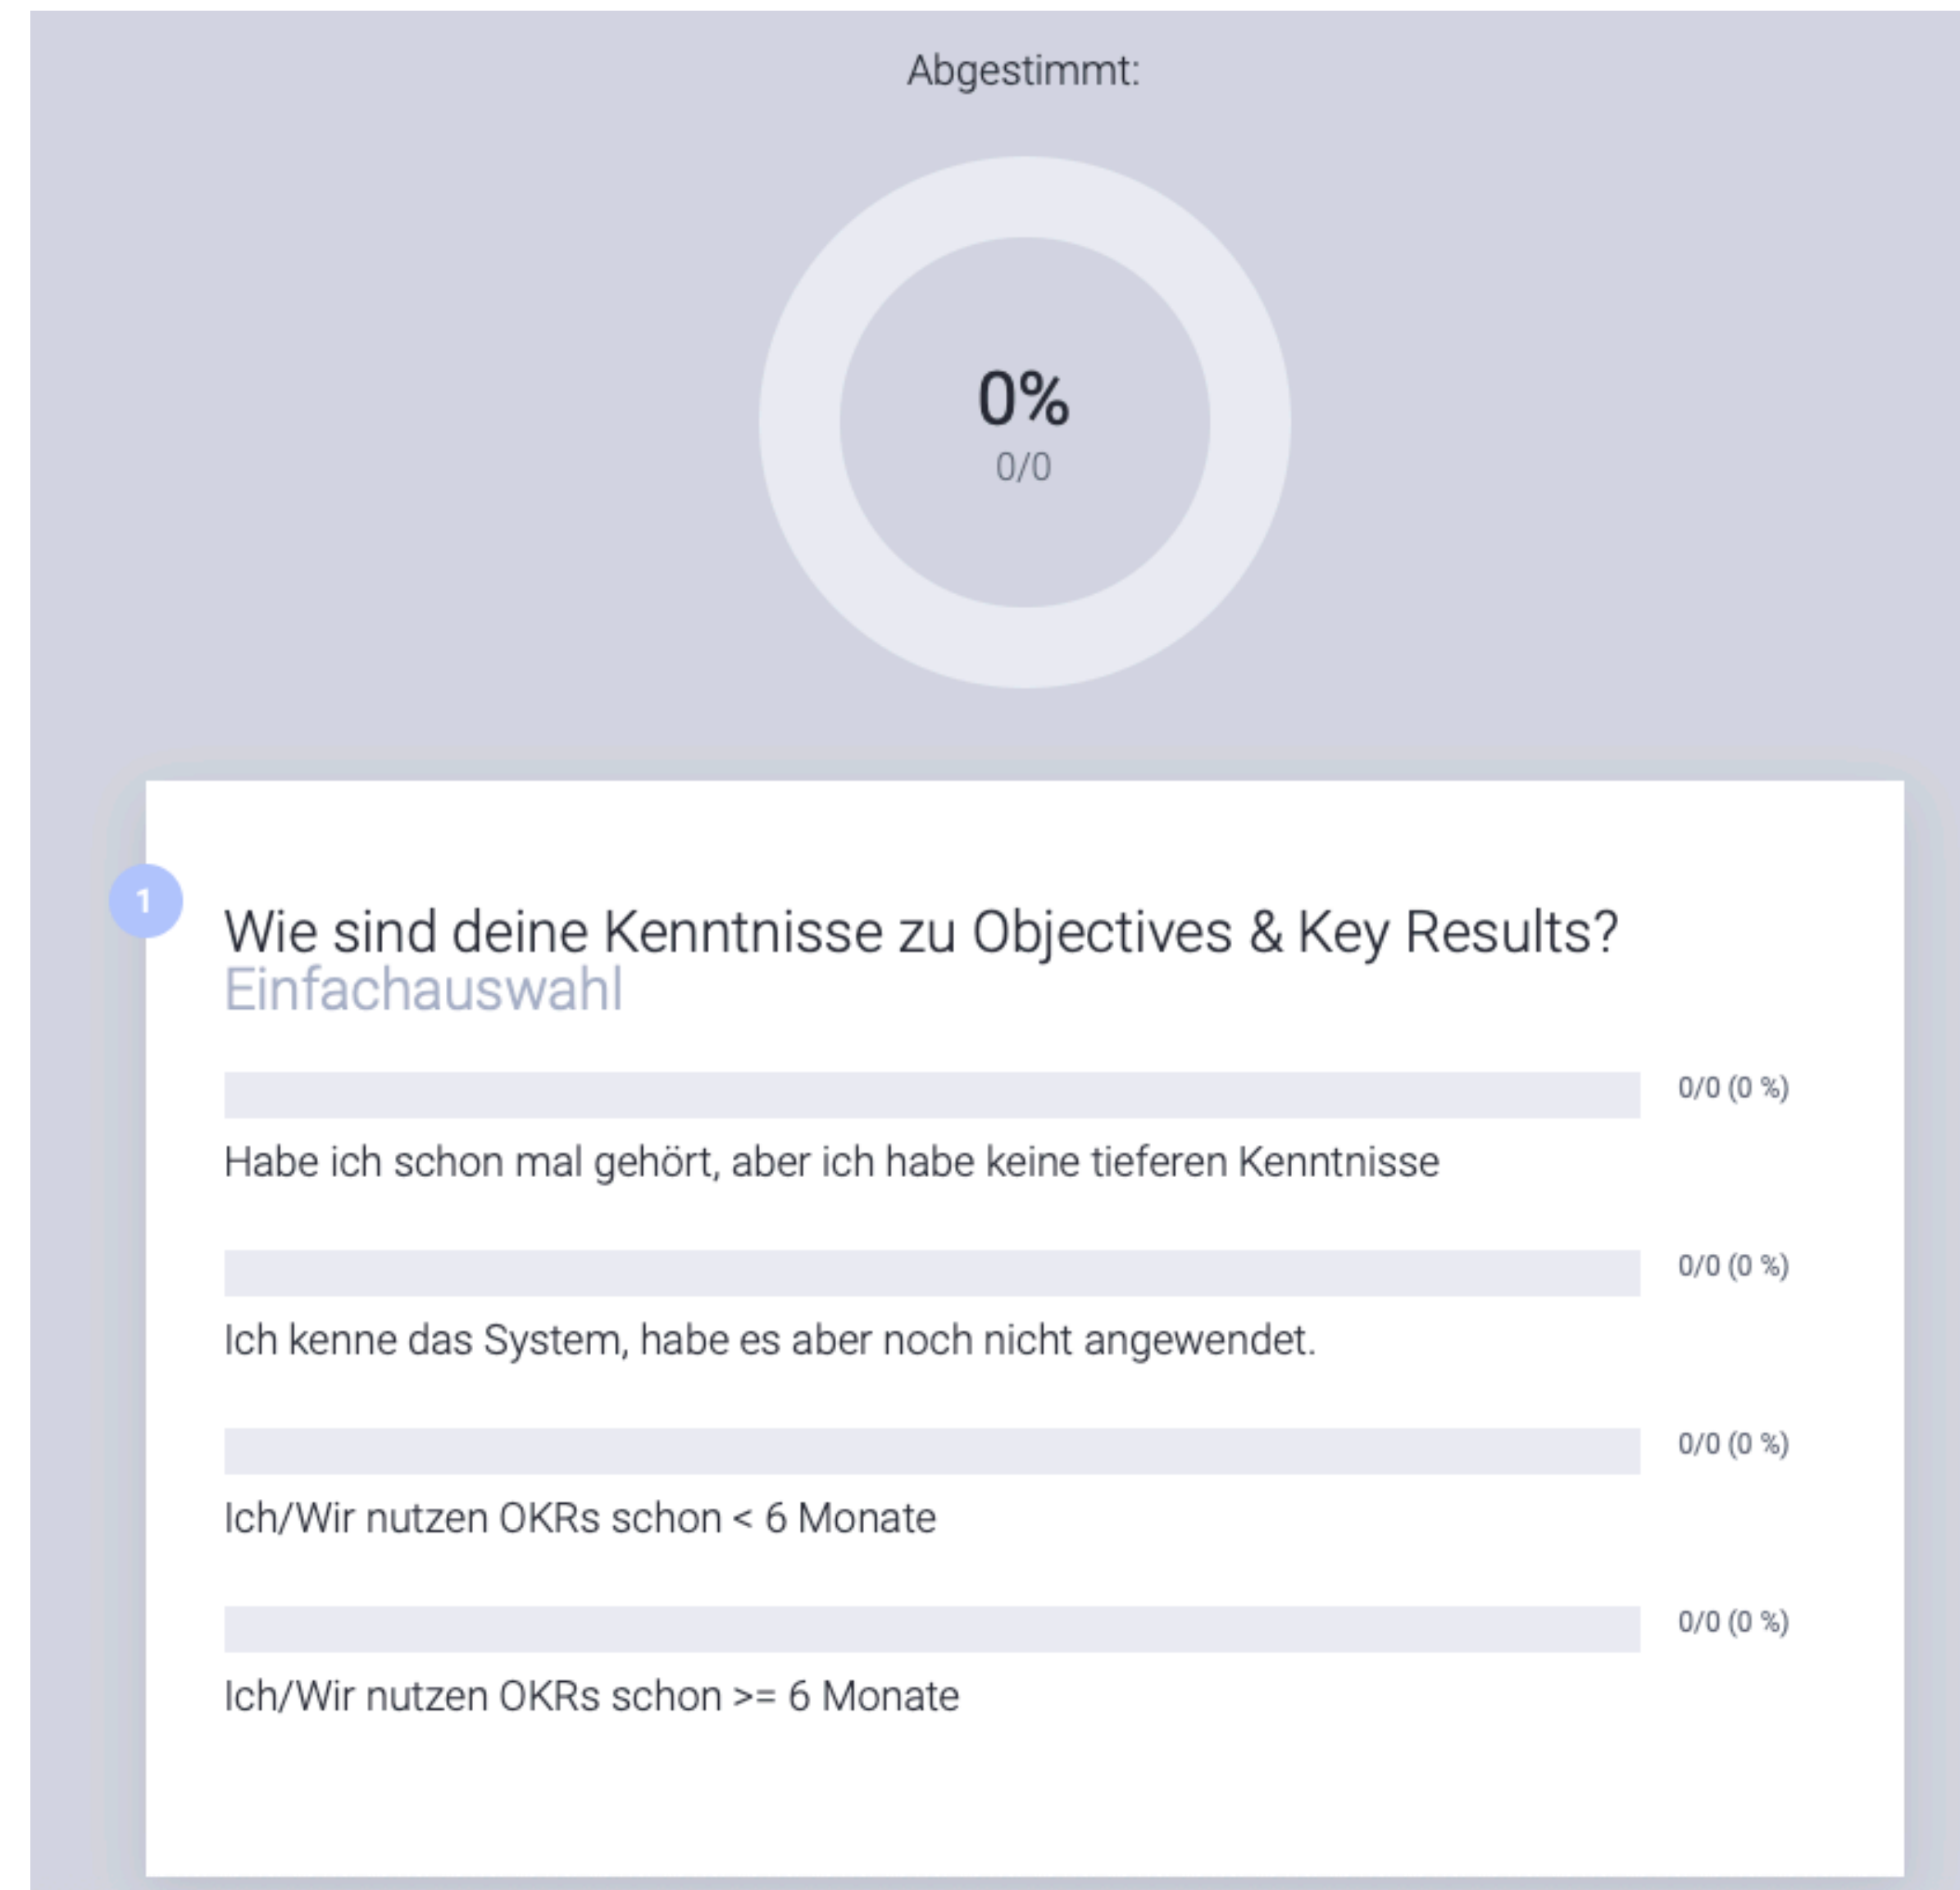 Abgestimmt:
0%
0/0
1
Wie sind deine Kenntnisse zu Objectives & Key Results?
Einfachauswahl
0/0 (0 %)
Habe ich schon mal gehört, aber ich habe keine tieferen Kenntnisse
0/0 (0 %)
Ich kenne das System, habe es aber noch nicht angewendet.
0/0 (0 %)
Ich/Wir nutzen OKRs schon < 6 Monate
0/0 (0 %)
Ich/Wir nutzen OKRs schon >= 6 Monate